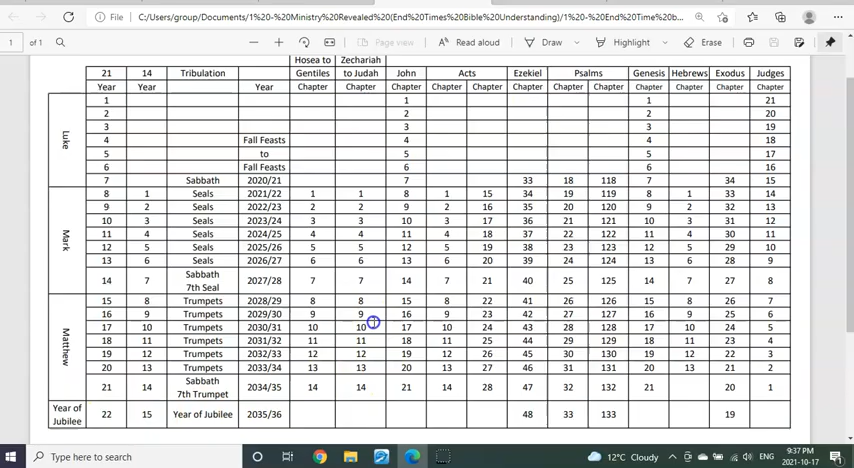 File C:/Users/group/Documents/1%20-%20Ministry%20Revealed%20(End%20Times%20Bible%20Understanding)/1%20-%20End%20Time%20b...
1 of 1 Page view Read aloud Draw Highlight Erase
Hosea to Zechariah
21 14 Tribulation Gentiles to Judah John Acts Ezekiel Psalms Genesis Hebrews Exodus Judges
Year Year Year Chapter Chapter Chapter Chapter Chapter Chapter Chapter Chapter Chapter Chapter Chapter Chapter
Luke
1 1 1 21
2 2 2 20
3 3 3 19
4 Fall Feasts 4 4 18
5 to 5 5 17
6 Fall Feasts 6 6 16
7 Sabbath 2020/21 7 33 18 118 7 34 15
Mark
8 1 Seals 2021/22 1 1 8 1 15 34 19 119 8 1 33 14
9 2 Seals 2022/23 2 2 9 2 16 35 20 120 9 2 32 13
10 3 Seals 2023/24 3 3 10 3 17 36 21 121 10 3 31 12
11 4 Seals 2024/25 4 4 11 4 18 37 22 122 11 4 30 11
12 5 Seals 2025/26 5 5 12 5 19 38 23 123 12 5 29 10
13 6 Seals 2026/27 6 6 13 6 20 39 24 124 13 6 28 9
14 7 Sabbath 7th Seal 2027/28 7 7 14 7 21 40 25 125 14 7 27 8
Matthew
15 8 Trumpets 2028/29 8 8 15 8 22 41 26 126 15 8 26 7
16 9 Trumpets 2029/30 9 9 16 9 23 42 27 127 16 9 25 6
17 10 Trumpets 2030/31 10 10 17 10 24 43 28 128 17 10 24 5
18 11 Trumpets 2031/32 11 11 18 11 25 44 29 129 18 11 23 4
19 12 Trumpets 2032/33 12 12 19 12 26 45 30 130 19 12 22 3
20 13 Trumpets 2033/34 13 13 20 13 27 46 31 131 20 13 21 2
21 14 Sabbath 7th Trumpet 2034/35 14 14 21 14 28 47 32 132 21 20 1
Year of Jubilee 22 15 Year of Jubilee 2035/36 48 33 133 19
Type here to search 12°C Cloudy ENG 9:37 PM
2021-10-17